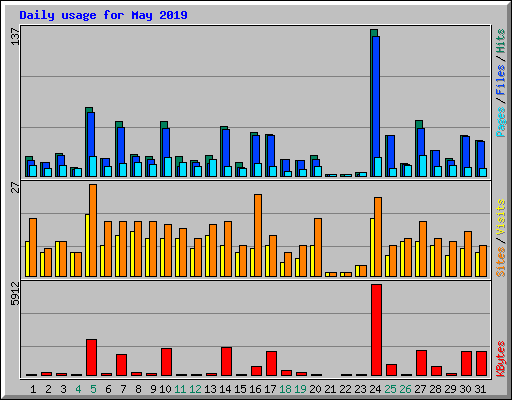 Daily usage for May 2019
137
Pages / Files / Hits
27
Sites / Visits
5912
KBytes
1 2 3 4 5 6 7 8 9 10 11 12 13 14 15 16 17 18 19 20 21 22 23 24 25 26 27 28 29 30 31